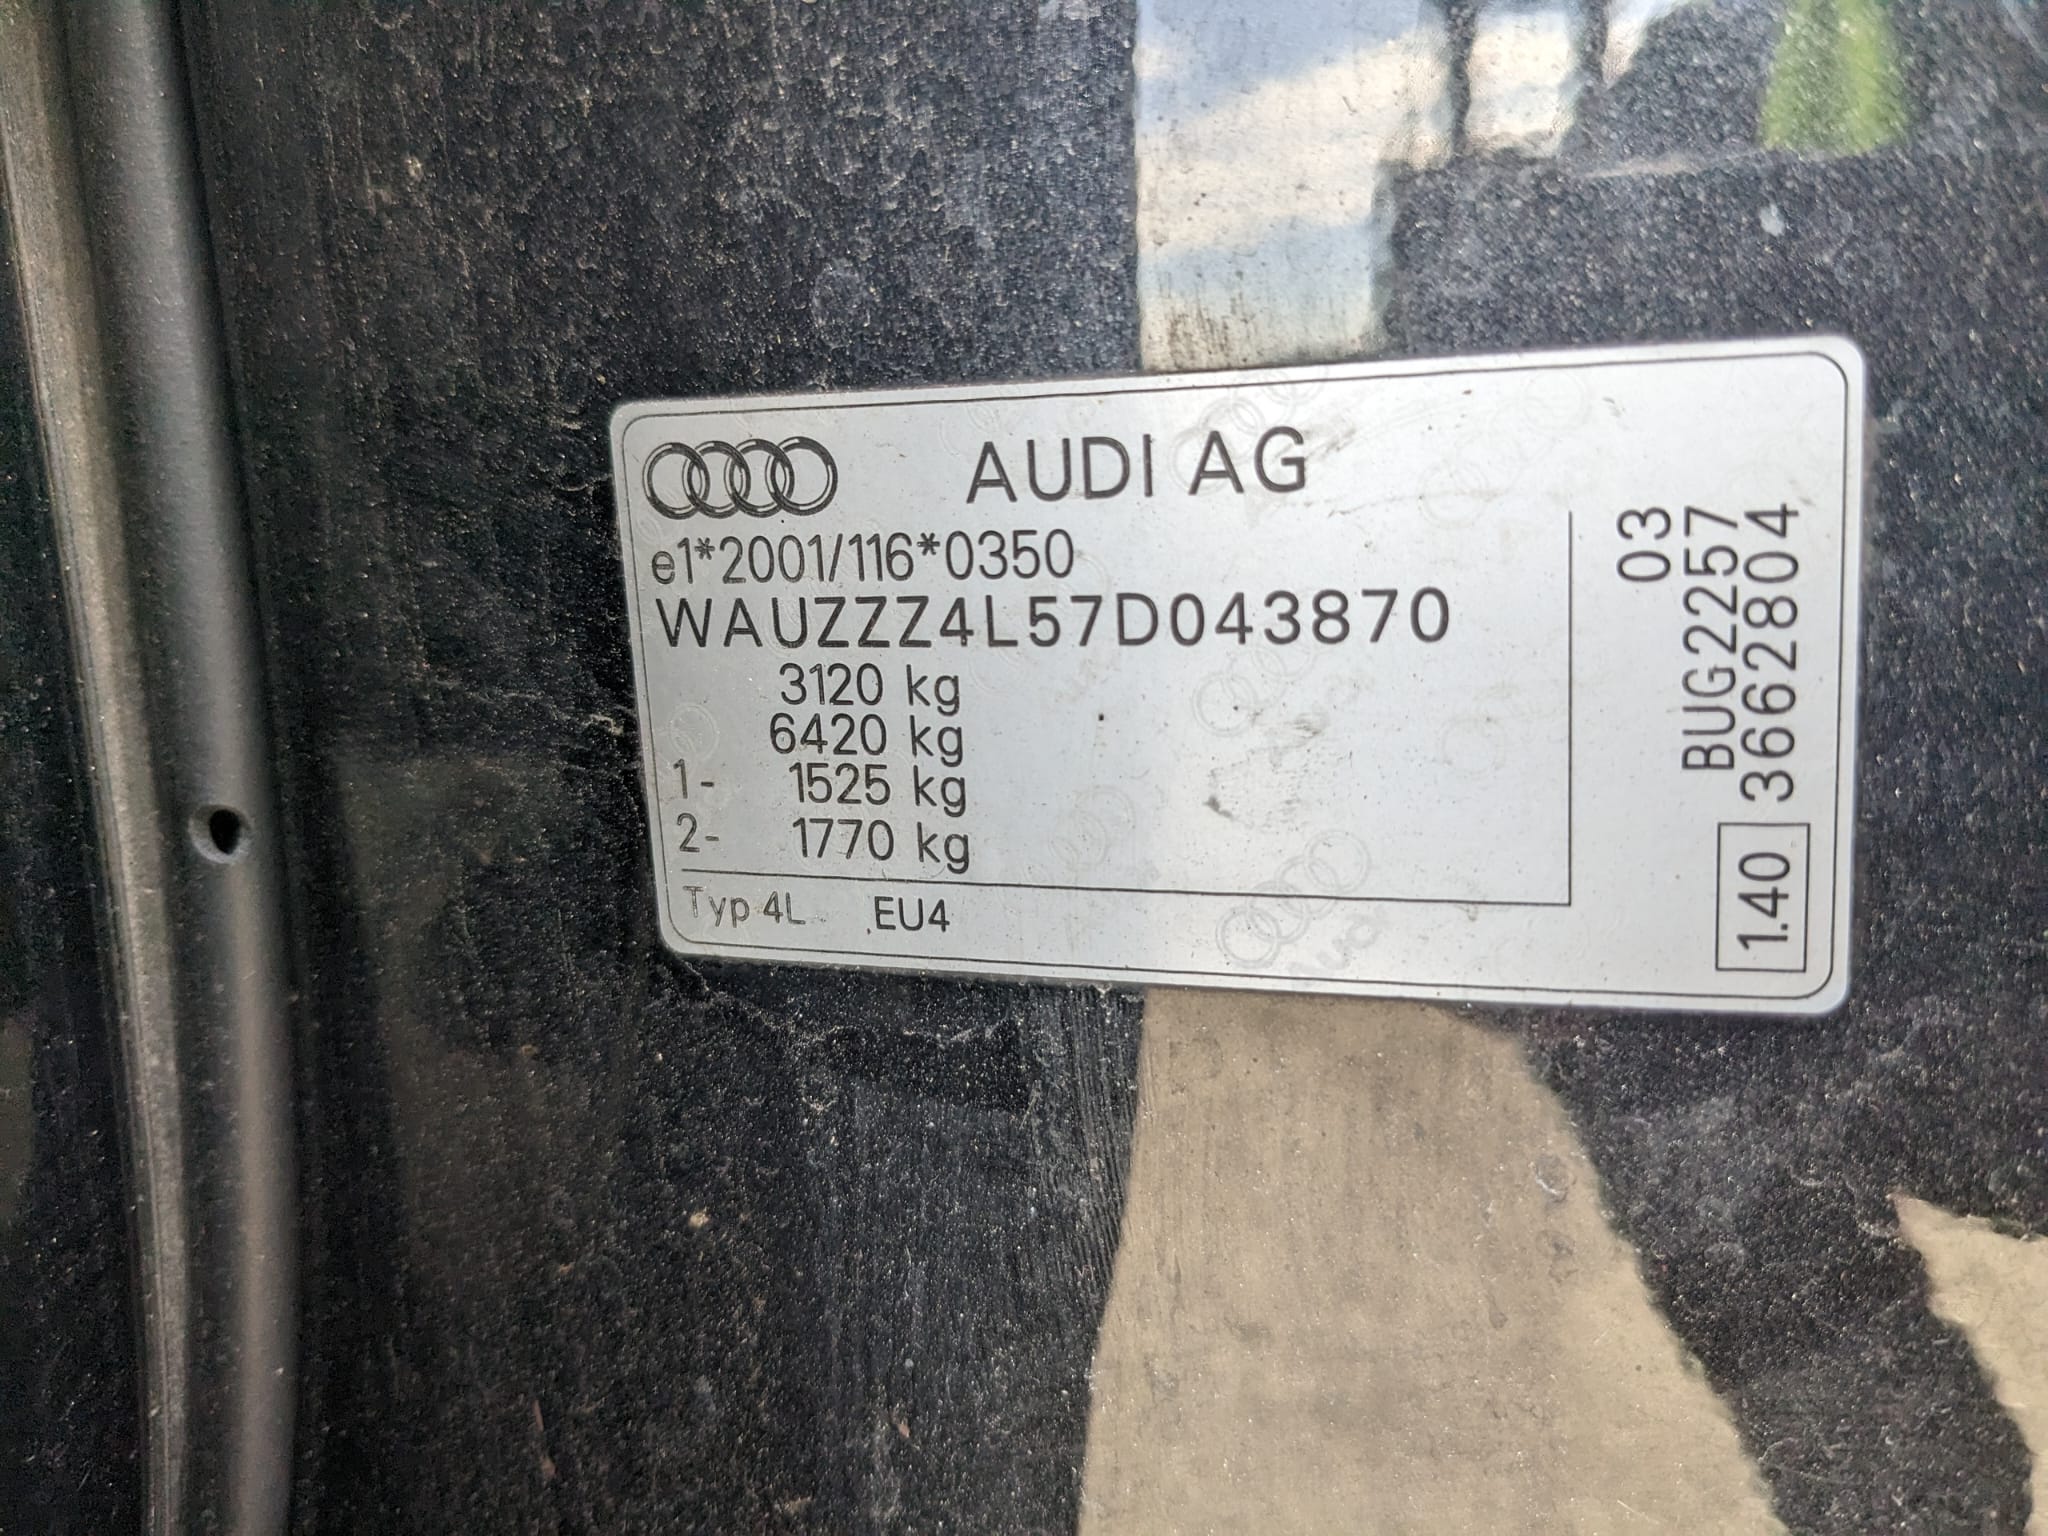 AUDI AG
e1*2001/116*0350
WAUZZZ4L57D043870
3120 kg
6420 kg
1- 1525 kg
2- 1770 kg
Typ 4L EU4
03
BUG2257
1.40 3662804